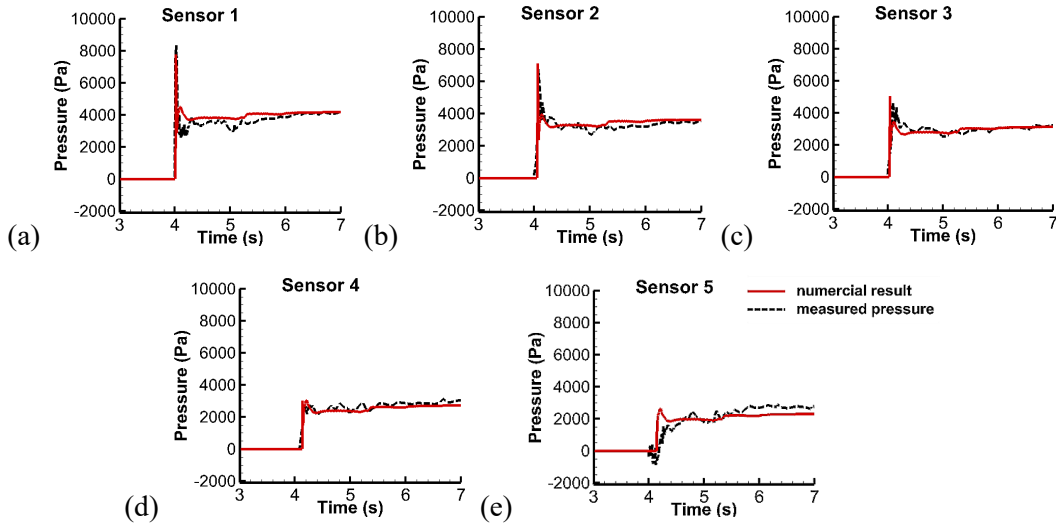 Sensor 1
10000
8000
6000
4000
2000
0
-2000
Pressure (Pa)
3 4 5 6 7
Time (s)
(a)
Sensor 2
10000
8000
6000
4000
2000
0
-2000
Pressure (Pa)
3 4 5 6 7
Time (s)
(b)
Sensor 3
10000
8000
6000
4000
2000
0
-2000
Pressure (Pa)
3 4 5 6 7
Time (s)
(c)
Sensor 4
10000
8000
6000
4000
2000
0
-2000
Pressure (Pa)
3 4 5 6 7
Time (s)
(d)
Sensor 5
10000
8000
6000
4000
2000
0
-2000
Pressure (Pa)
3 4 5 6 7
Time (s)
(e)
numercial result
measured pressure